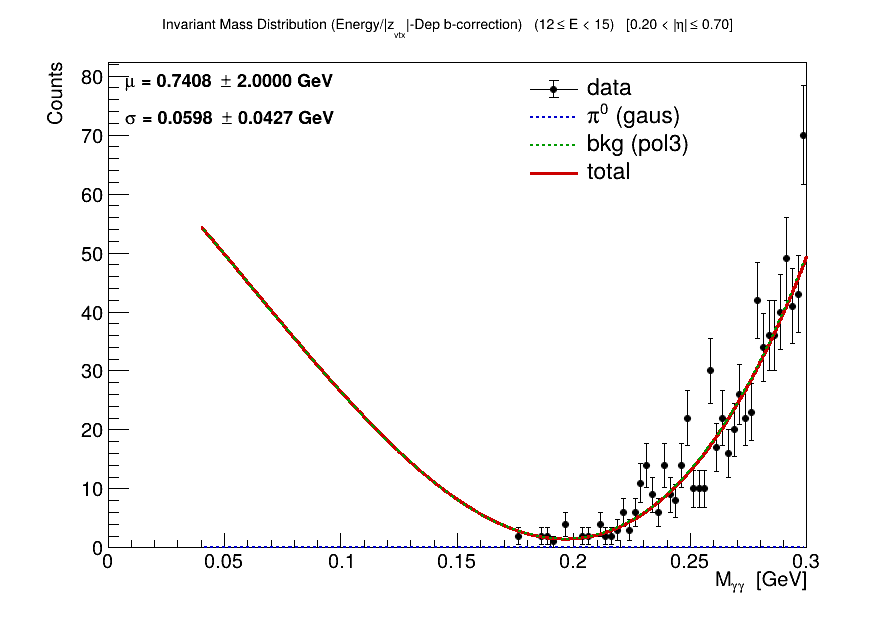 Invariant Mass Distribution (Energy/|z_vtx|-Dep b-correction) (12 ≤ E < 15) [0.20 < |η| ≤ 0.70]
Counts
μ = 0.7408 ± 2.0000 GeV
σ = 0.0598 ± 0.0427 GeV
data
π⁰ (gaus)
bkg (pol3)
total
80
70
60
50
40
30
20
10
0
0 0.05 0.1 0.15 0.2 0.25 0.3
M_γγ [GeV]